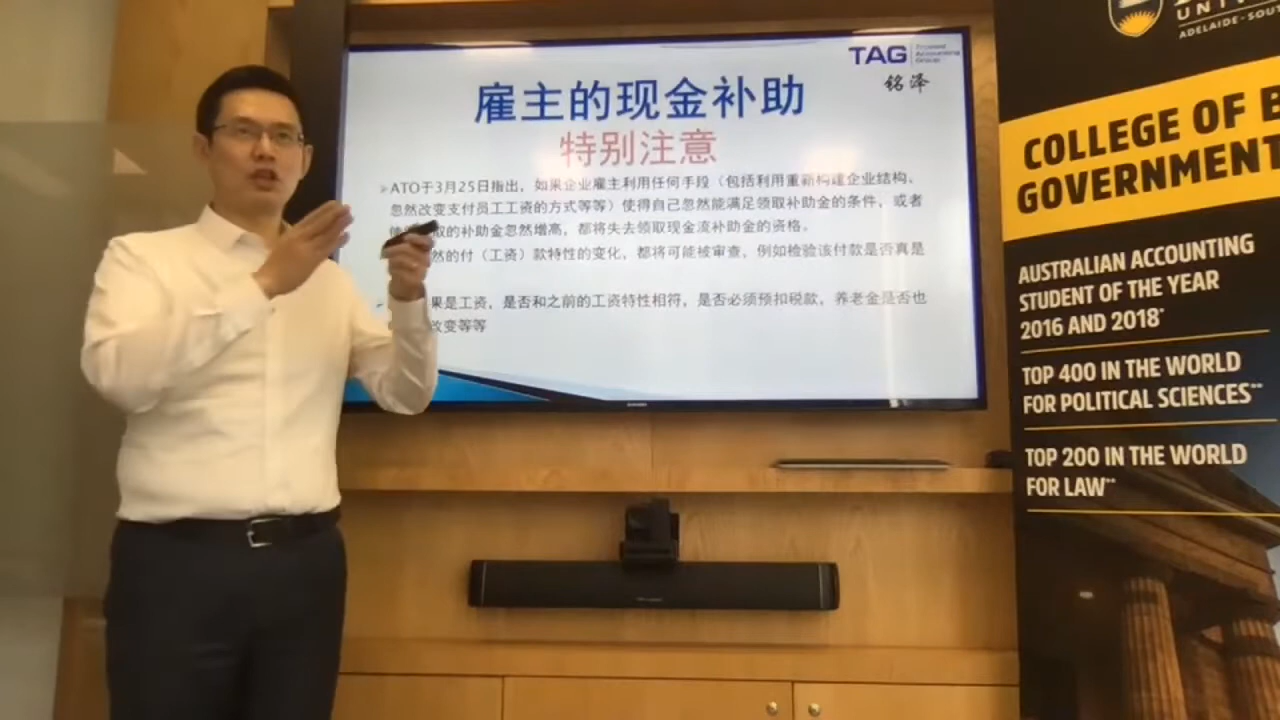 TAG
Trusted
Accounting
Group
铭泽
雇主的现金补助
特别注意
ATO于3月25日指出，如果企业雇主利用任何手段（包括利用重新构建企业结构、
忽然改变支付员工工资的方式等等）使得自己忽然能满足领取补助金的条件，或者
取的补助金忽然增高，都将失去领取现金流补助金的资格。
然的付（工资）款特性的变化，都将可能被审查，例如检验该付款是否真是
果是工资，是否和之前的工资特性相符，是否必须预扣税款，养老金是否也
改变等等
UNIV
ADELAIDE · SOUT
COLLEGE OF B
GOVERNMENT
AUSTRALIAN ACCOUNTING
STUDENT OF THE YEAR
2016 AND 2018*
TOP 400 IN THE WORLD
FOR POLITICAL SCIENCES**
TOP 200 IN THE WORLD
FOR LAW**